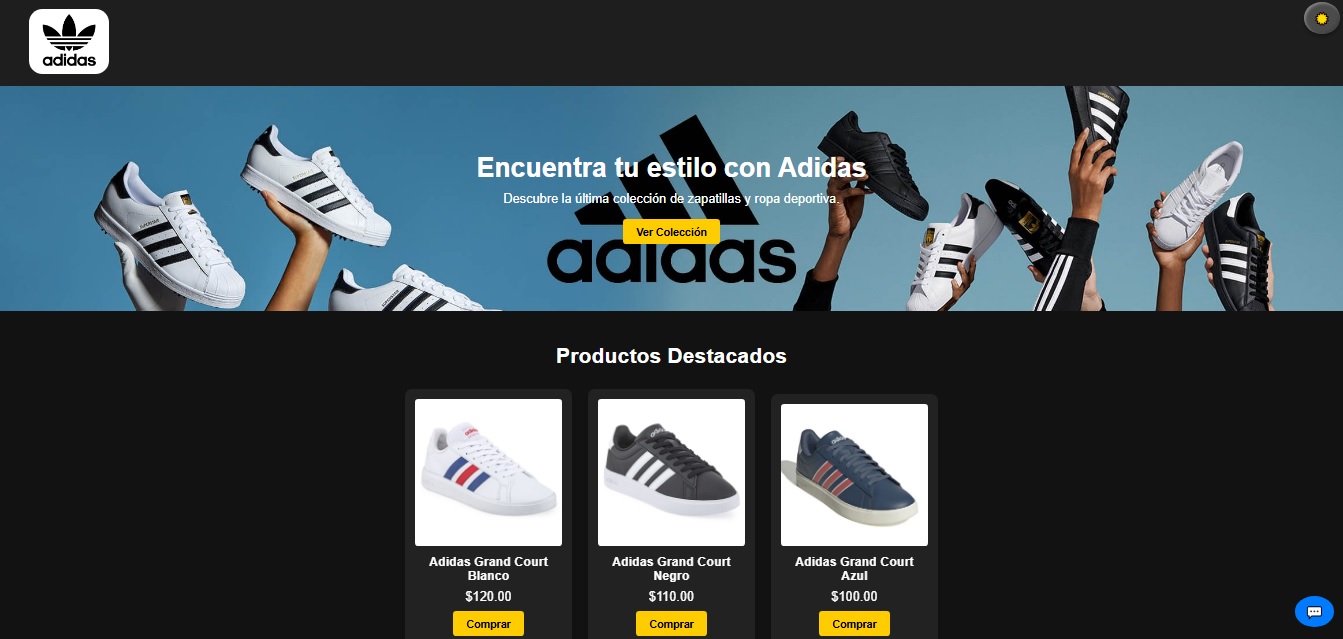 adidas
Encuentra tu estilo con Adidas
Descubre la última colección de zapatillas y ropa deportiva.
Ver Colección
adidas
Productos Destacados
Adidas Grand Court
Blanco
$120.00
Comprar
Adidas Grand Court
Negro
$110.00
Comprar
Adidas Grand Court
Azul
$100.00
Comprar